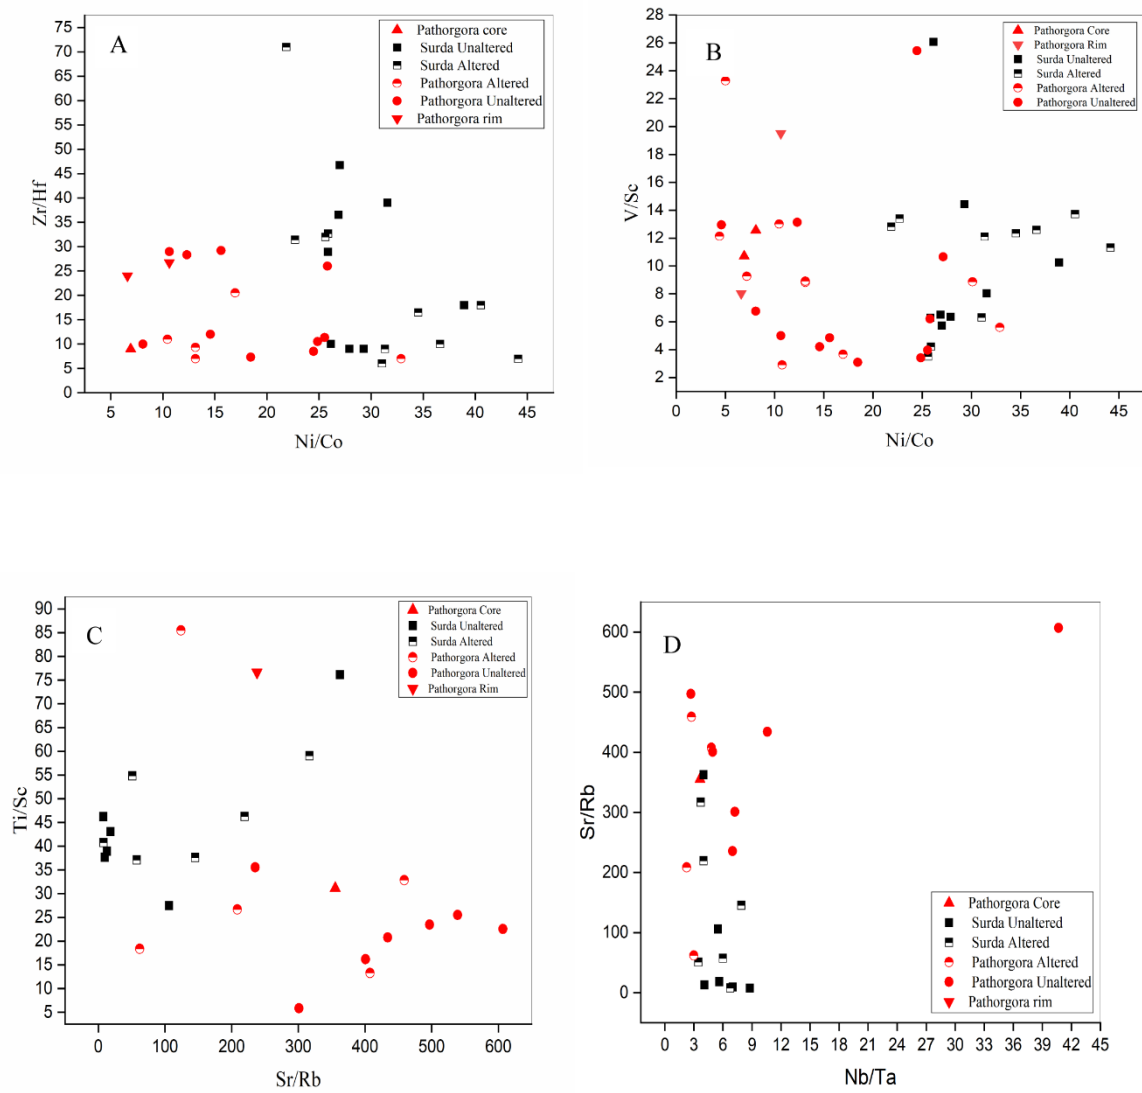 A
Pathorgora core
Surda Unaltered
Surda Altered
Pathorgora Altered
Pathorgora Unaltered
Pathorgora rim
75
70
65
60
55
50
45
40
35
30
25
20
15
10
5
0
Zr/Hf
5 10 15 20 25 30 35 40 45
Ni/Co
B
Pathorgora Core
Pathorgora Rim
Surda Unaltered
Surda Altered
Pathorgora Altered
Pathorgora Unaltered
28
26
24
22
20
18
16
14
12
10
8
6
4
2
V/Sc
0 5 10 15 20 25 30 35 40 45
Ni/Co
C
Pathorgora Core
Surda Unaltered
Surda Altered
Pathorgora Altered
Pathorgora Unaltered
Pathorgora Rim
90
85
80
75
70
65
60
55
50
45
40
35
30
25
20
15
10
5
Ti/Sc
0 100 200 300 400 500 600
Sr/Rb
D
600
500
400
300
200
100
0
Sr/Rb
Pathorgora Core
Surda Unaltered
Surda Altered
Pathorgora Altered
Pathorgora Unaltered
Pathorgora rim
0 3 6 9 12 15 18 21 24 27 30 33 36 39 42 45
Nb/Ta